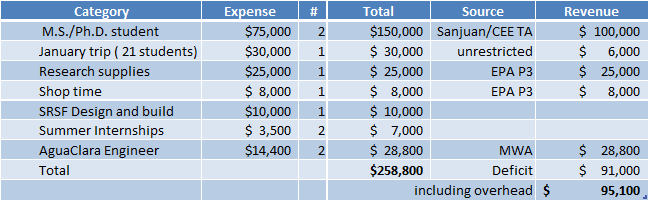 Category Expense # Total Source Revenue
M.S./Ph.D. student $75,000 2 $150,000 Sanjuan/CEE TA $ 100,000
January trip ( 21 students) $30,000 1 $ 30,000 unrestricted $ 6,000
Research supplies $25,000 1 $ 25,000 EPA P3 $ 25,000
Shop time $ 8,000 1 $ 8,000 EPA P3 $ 8,000
SRSF Design and build $10,000 1 $ 10,000
Summer Internships $ 3,500 2 $ 7,000
AguaClara Engineer $14,400 2 $ 28,800 MWA $ 28,800
Total $258,800 Deficit $ 91,000
including overhead $ 95,100